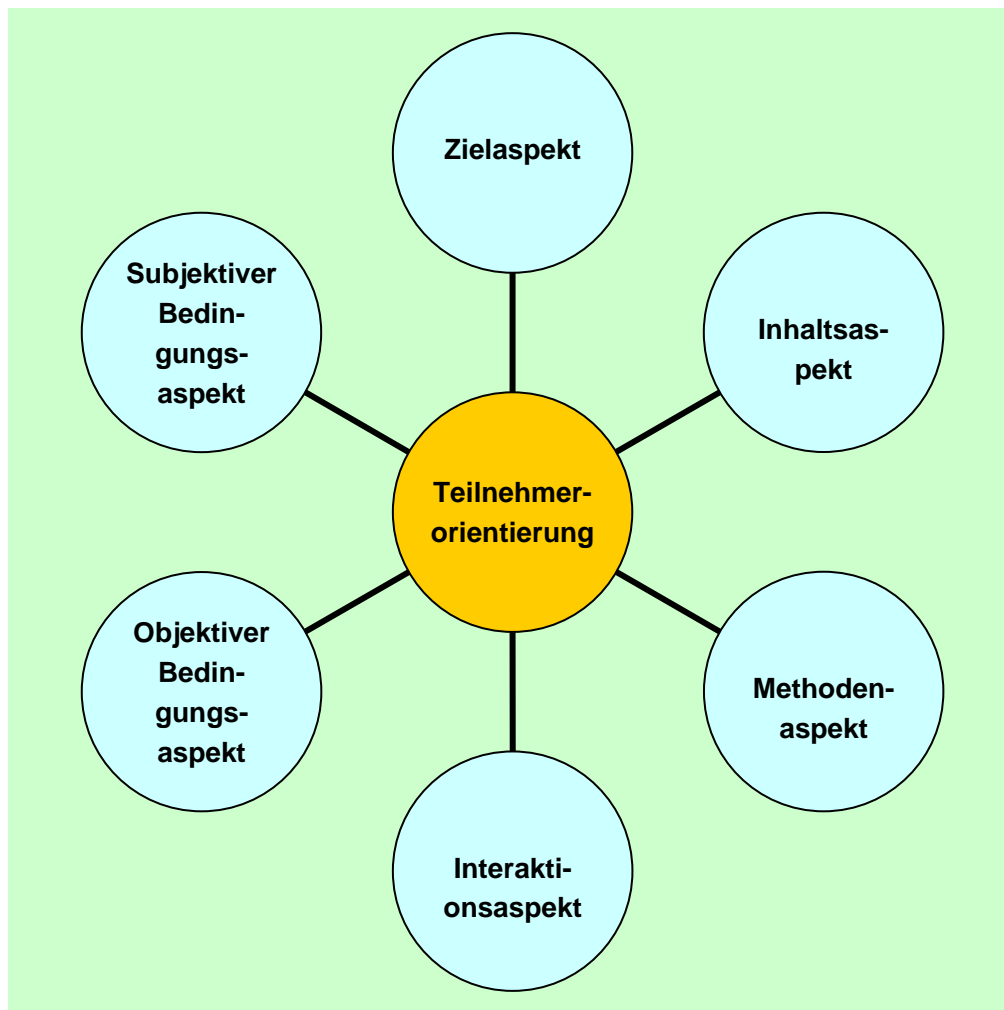 Zielaspekt
Subjektiver
Bedin-
gungs-
aspekt
Inhaltsas-
pekt
Teilnehmer-
orientierung
Objektiver
Bedin-
gungs-
aspekt
Methoden-
aspekt
Interakti-
onsaspekt